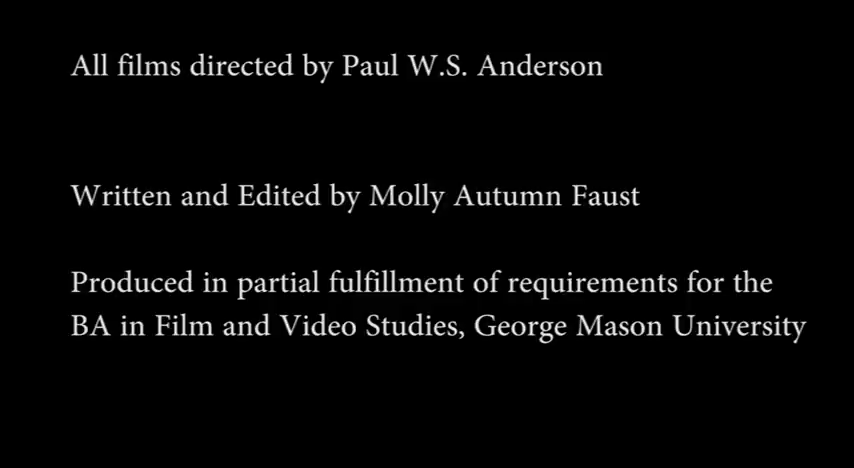 All films directed by Paul W.S. Anderson
Written and Edited by Molly Autumn Faust
Produced in partial fulfillment of requirements for the
BA in Film and Video Studies, George Mason University